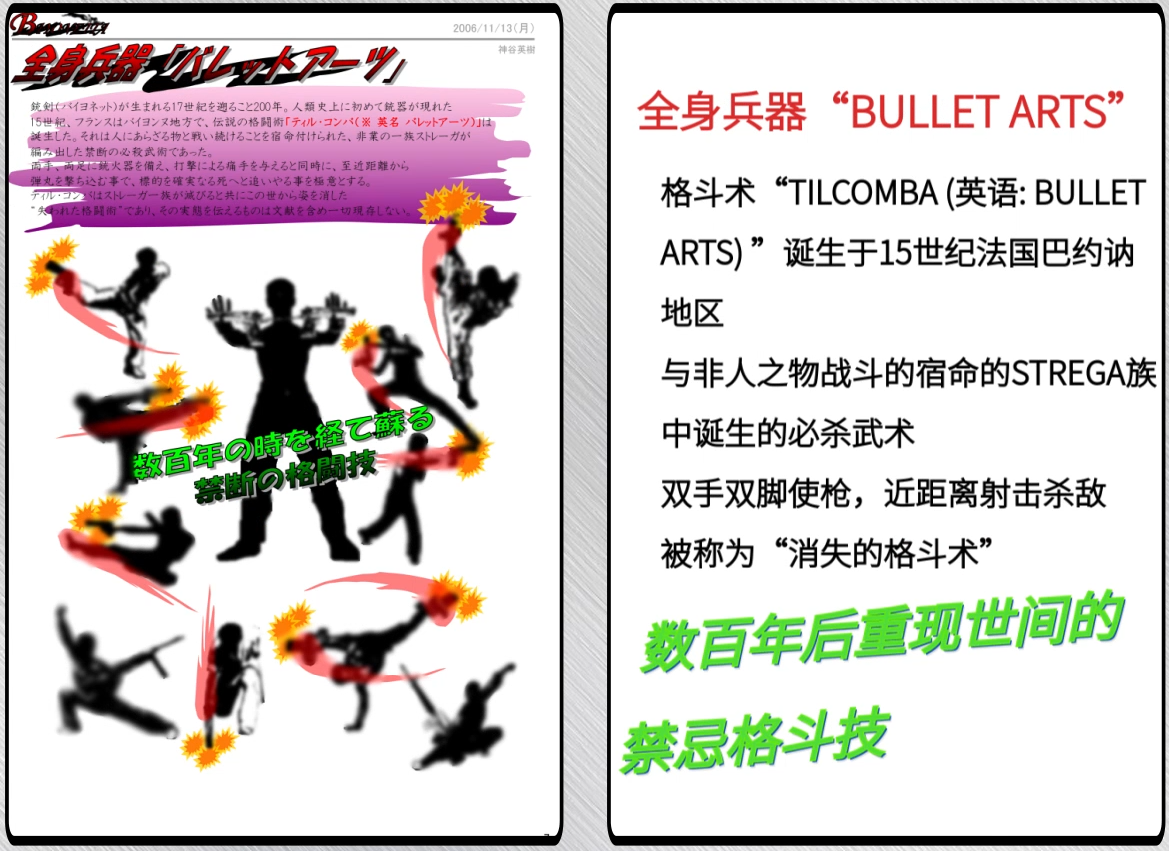 Bayonetta
2006/11/13(月)
神谷英樹
全身兵器「バレットアーツ」
銃剣(バイヨネット)が生まれる17世紀を遡ること200年。人類史上に初めて銃器が現れた
15世紀、フランスはバイヨンヌ地方で、伝説の格闘術「ティル・コンバ(※ 英名 バレットアーツ)」は
誕生した。それは人にあらざる物と戦い続けることを宿命付けられた、非業の一族ストレーガが
編み出した禁断の必殺武術であった。
両手、両足に銃火器を備え、打撃による痛手を与えると同時に、至近距離から
弾丸を撃ち込む事で、標的を確実なる死へと追いやる事を極意とする。
ティル・コンバはストレーガ一族が滅びると共にこの世から姿を消した
“失われた格闘術”であり、その実態を伝えるものは文献を含め一切現存しない。
数百年の時を経て蘇る
禁断の格闘技
全身兵器“BULLET ARTS”
格斗术“TILCOMBA (英语: BULLET
ARTS) ”诞生于15世纪法国巴约讷
地区
与非人之物战斗的宿命的STREGA族
中诞生的必杀武术
双手双脚使枪，近距离射击杀敌
被称为“消失的格斗术”
数百年后重现世间的
禁忌格斗技